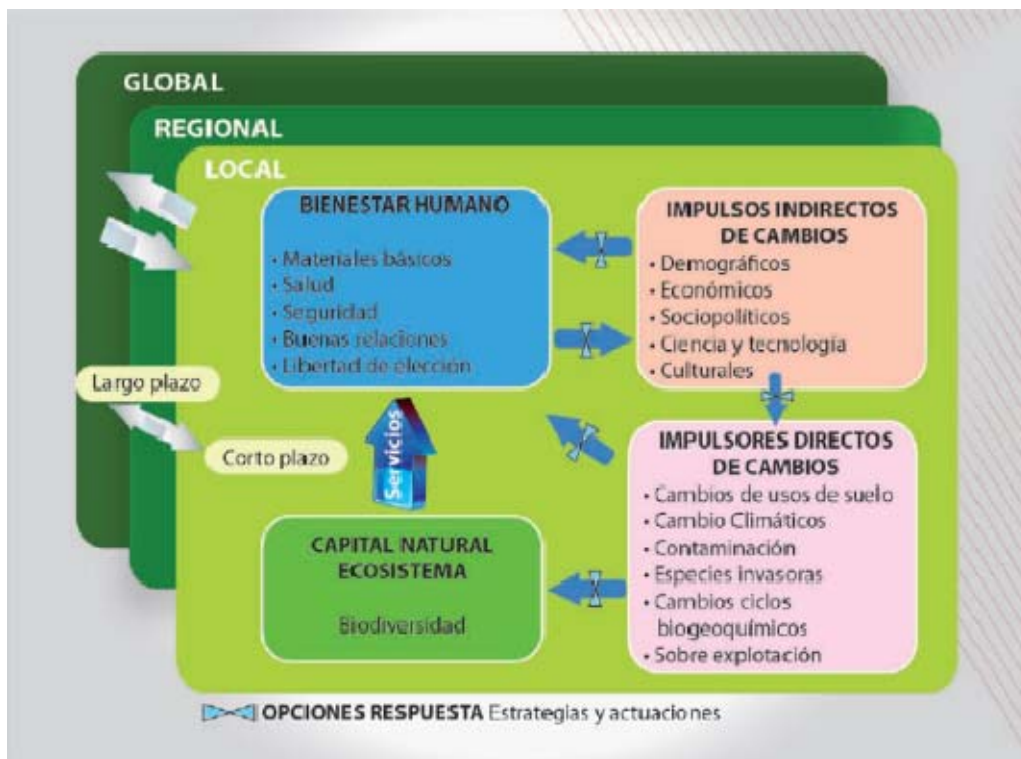 GLOBAL
REGIONAL
LOCAL
BIENESTAR HUMANO
• Materiales básicos
• Salud
• Seguridad
• Buenas relaciones
• Libertad de elección
IMPULSOS INDIRECTOS
DE CAMBIOS
• Demográficos
• Económicos
• Sociopolíticos
• Ciencia y tecnología
• Culturales
Largo plazo
Corto plazo
Servicios
IMPULSORES DIRECTOS
DE CAMBIOS
• Cambios de usos de suelo
• Cambio Climáticos
• Contaminación
• Especies invasoras
• Cambios ciclos
biogeoquímicos
• Sobre explotación
CAPITAL NATURAL
ECOSISTEMA
Biodiversidad
OPCIONES RESPUESTA Estrategias y actuaciones